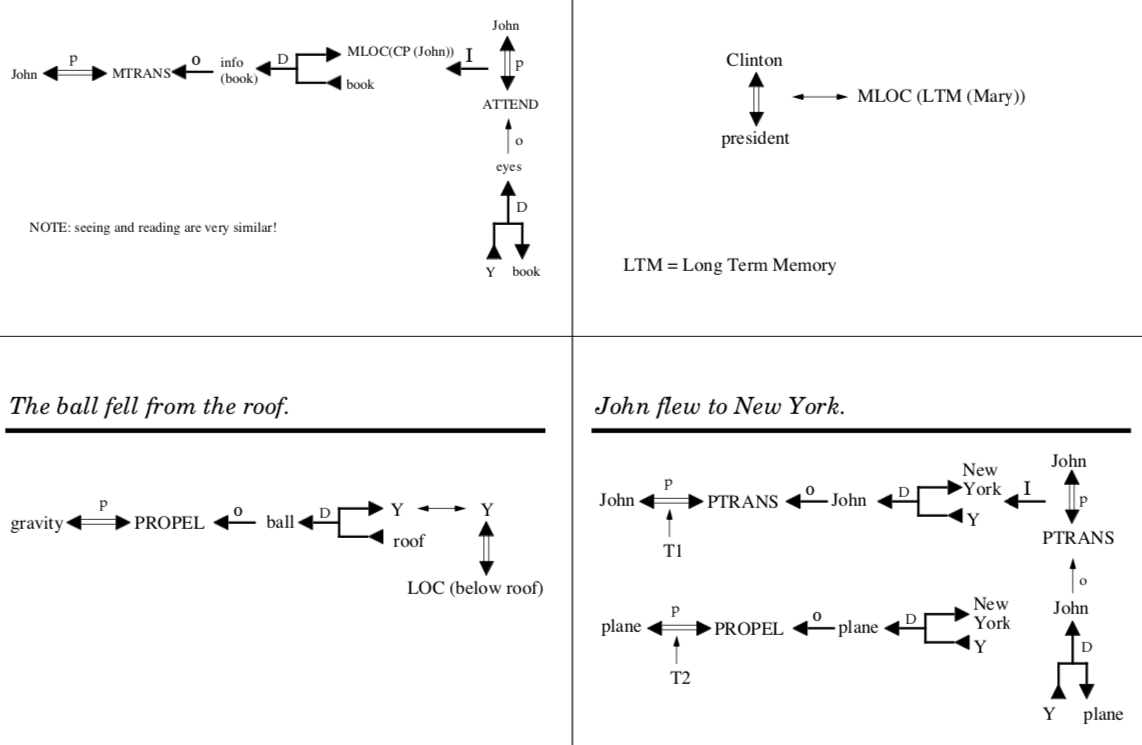 John p MTRANS o info (book) D MLOC(CP (John)) book I
John
p
ATTEND
o
eyes
D
Y book
NOTE: seeing and reading are very similar!
Clinton
president
MLOC (LTM (Mary))
LTM = Long Term Memory
The ball fell from the roof.
gravity p PROPEL o ball D Y Y
roof
LOC (below roof)
John flew to New York.
John p PTRANS o John D New York Y I
T1
John
p
PTRANS
o
John
D
Y plane
plane p PROPEL o plane D New York Y
T2